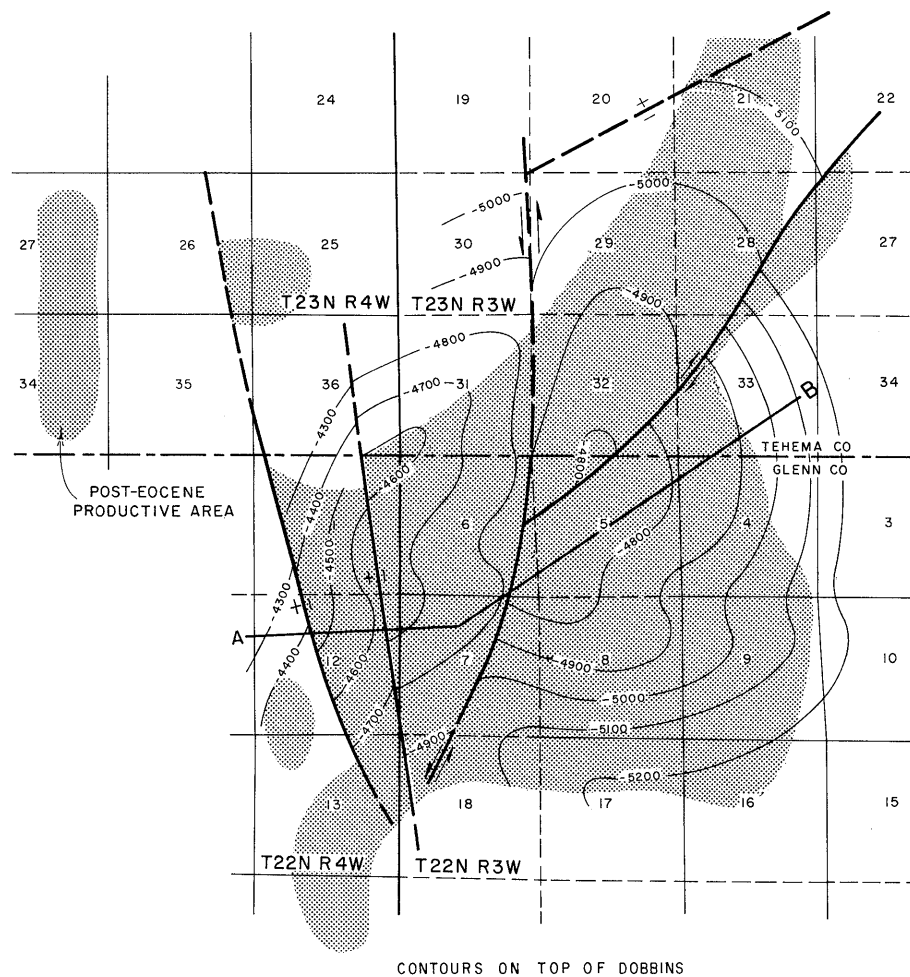 24 19 20 21 22
-5100
-5000 -5000
27 26 25 30 29 28 27
-4900 -4900
T23N R4W T23N R3W
-4800
34 35 36 -4700 31 32 33 34
-4300
B
TEHEMA CO
GLENN CO
-4800
-4600
POST-EOCENE
PRODUCTIVE AREA
-4400
-4500
1 6 5 4 3
-4800
-4300
A
12 7 8 9 10
-4400
-4600
-4900
-5000
-4700
-5100
-4900
-5200
13 18 17 16 15
T22N R4W T22N R3W
CONTOURS ON TOP OF DOBBINS